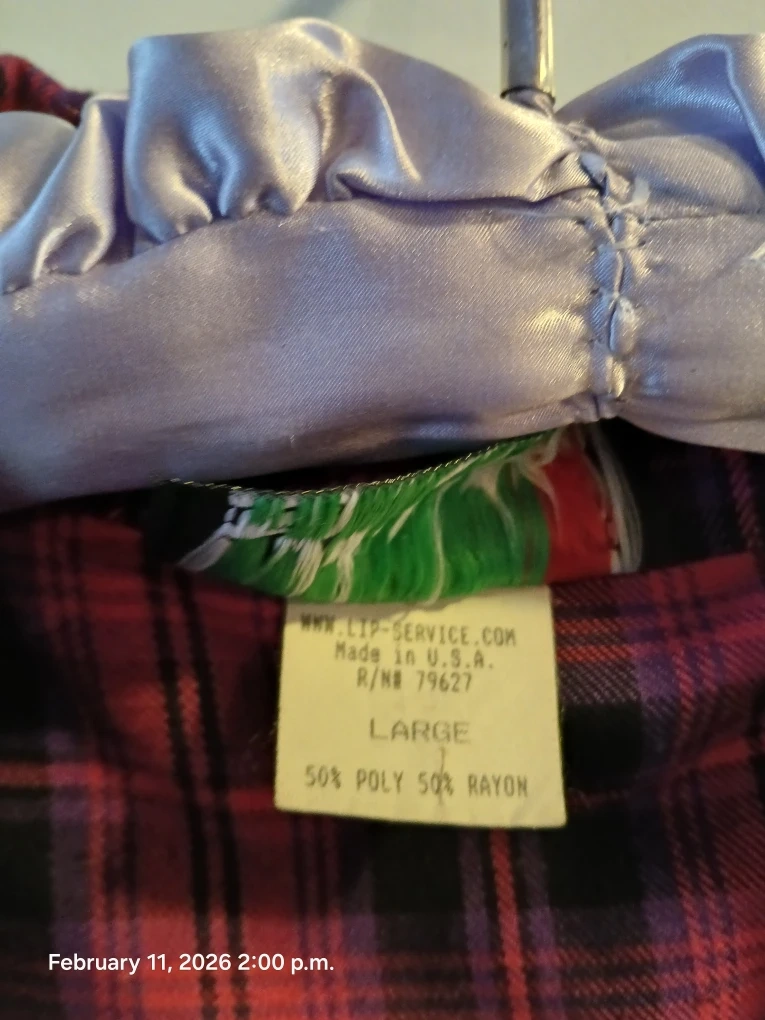 WWW.LIP-SERVICE.COM
Made in U.S.A.
R/N# 79627
LARGE
50% POLY 50% RAYON
February 11, 2026 2:00 p.m.